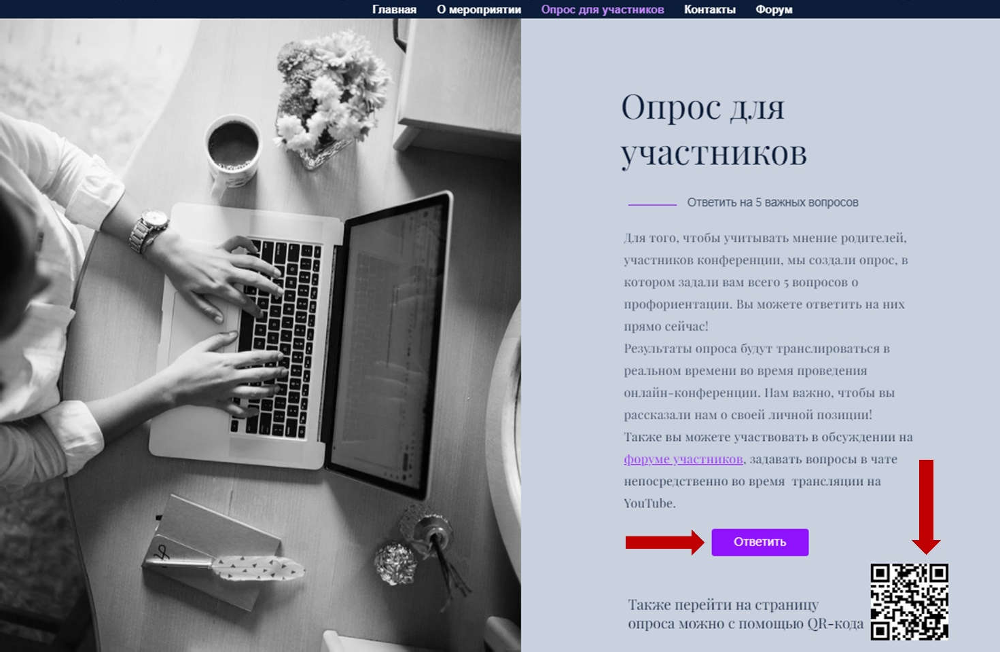 Главная О мероприятии Опрос для участников Контакты Форум
Опрос для
участников
Ответить на 5 важных вопросов
Для того, чтобы учитывать мнение родителей,
участников конференции, мы создали опрос, в
котором задали вам всего 5 вопросов о
профориентации. Вы можете ответить на них
прямо сейчас!
Результаты опроса будут транслироваться в
реальном времени во время проведения
онлайн-конференции. Нам важно, чтобы вы
рассказали нам о своей личной позиции!
Также вы можете участвовать в обсуждении на
форуме участников, задавать вопросы в чате
непосредственно во время трансляции на
YouTube.
Ответить
Также перейти на страницу
опроса можно с помощью QR-кода